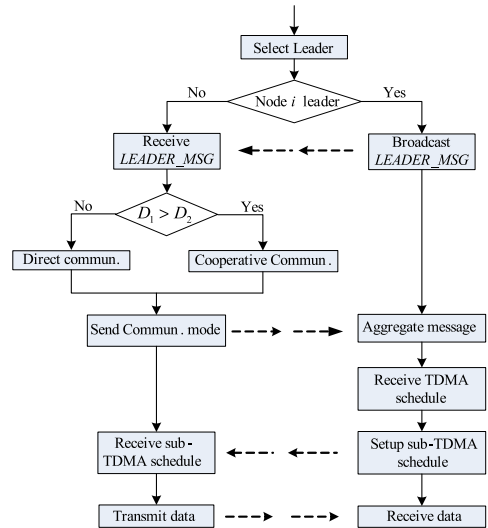 Select Leader
No
Node i leader
Yes
Receive
LEADER_MSG
Broadcast
LEADER_MSG
No
D1 > D2
Yes
Direct commun.
Cooperative Commun .
Send Commun . mode
Aggregate message
Receive TDMA
schedule
Receive sub-
TDMA schedule
Setup sub-TDMA
schedule
Transmit data
Receive data